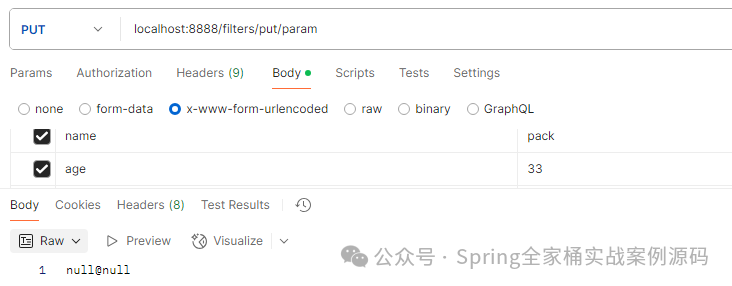 PUT localhost:8888/filters/put/param
Params Authorization Headers (9) Body Scripts Tests Settings
none form-data x-www-form-urlencoded raw binary GraphQL
name pack
age 33
Body Cookies Headers (8) Test Results
Raw Preview Visualize
1 null@null
公众号 · Spring全家桶实战案例源码